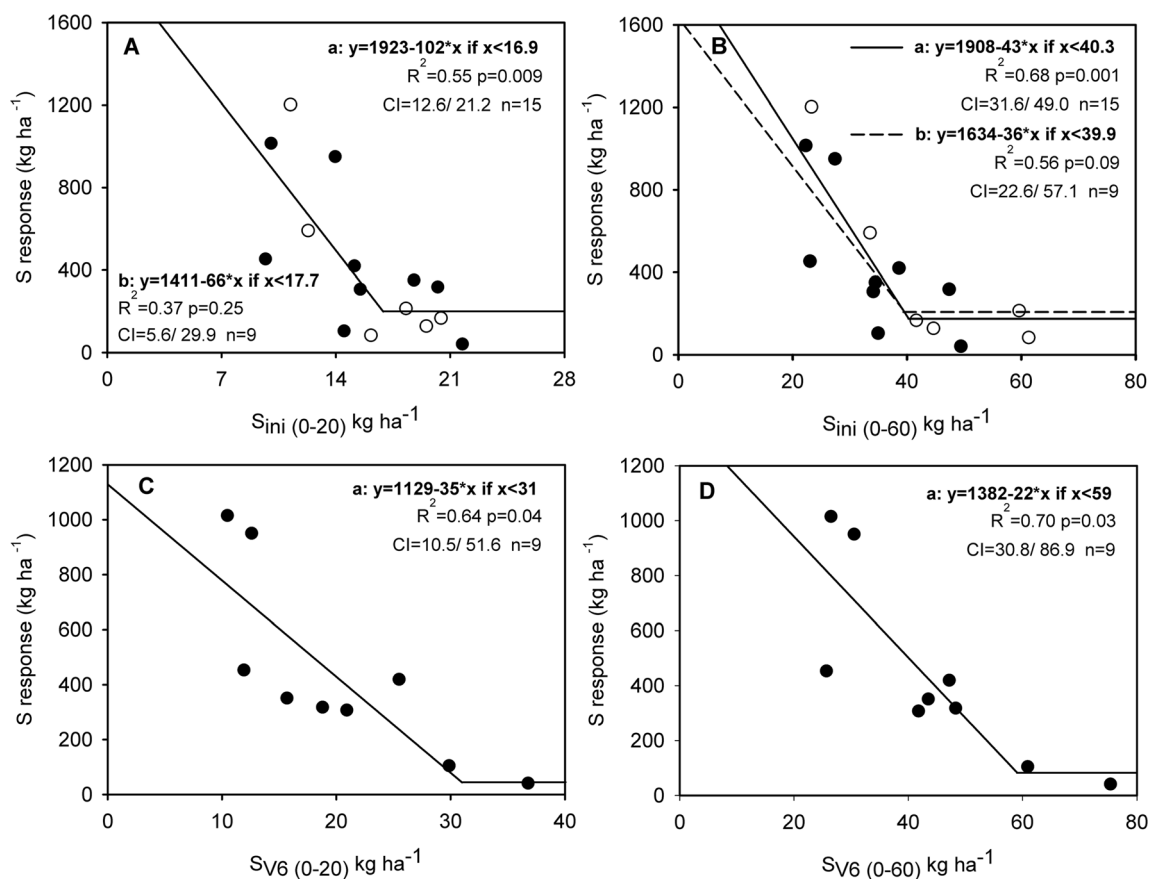 A
a: y=1923-102*x if x<16.9
R²=0.55 p=0.009
CI=12.6/ 21.2 n=15
b: y=1411-66*x if x<17.7
R²=0.37 p=0.25
CI=5.6/ 29.9 n=9
S response (kg ha⁻¹)
1600
1200
800
400
0
0 7 14 21 28
Sini (0-20) kg ha⁻¹
B
a: y=1908-43*x if x<40.3
R²=0.68 p=0.001
CI=31.6/ 49.0 n=15
b: y=1634-36*x if x<39.9
R²=0.56 p=0.09
CI=22.6/ 57.1 n=9
S response (kg ha⁻¹)
1600
1200
800
400
0
0 20 40 60 80
Sini (0-60) kg ha⁻¹
C
a: y=1129-35*x if x<31
R²=0.64 p=0.04
CI=10.5/ 51.6 n=9
S response (kg ha⁻¹)
1200
1000
800
600
400
200
0
0 10 20 30 40
SV6 (0-20) kg ha⁻¹
D
a: y=1382-22*x if x<59
R²=0.70 p=0.03
CI=30.8/ 86.9 n=9
S response (kg ha⁻¹)
1200
1000
800
600
400
200
0
0 20 40 60 80
SV6 (0-60) kg ha⁻¹